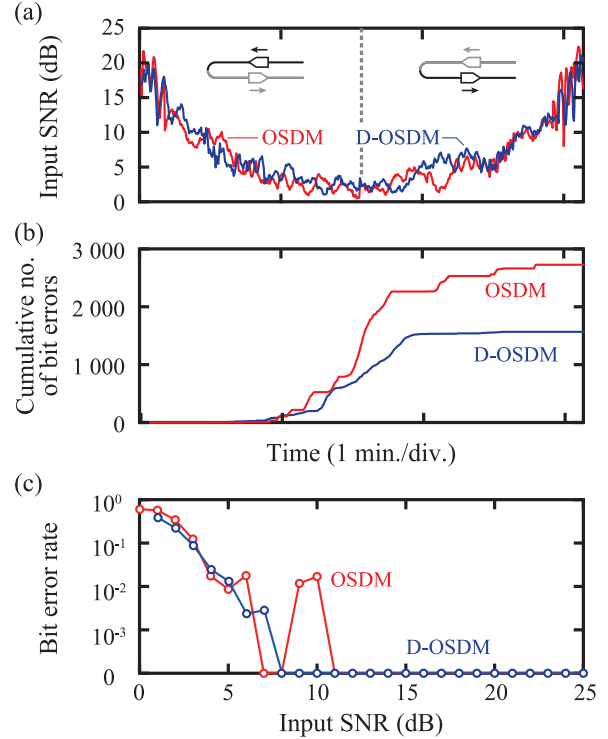 (a)
Input SNR (dB)
25
20
15
10
5
0
OSDM
D-OSDM
(b)
Cumulative no.
of bit errors
3 000
2 000
1 000
0
OSDM
D-OSDM
Time (1 min./div.)
(c)
Bit error rate
10⁰
10⁻¹
10⁻²
10⁻³
0
OSDM
D-OSDM
0 5 10 15 20 25
Input SNR (dB)